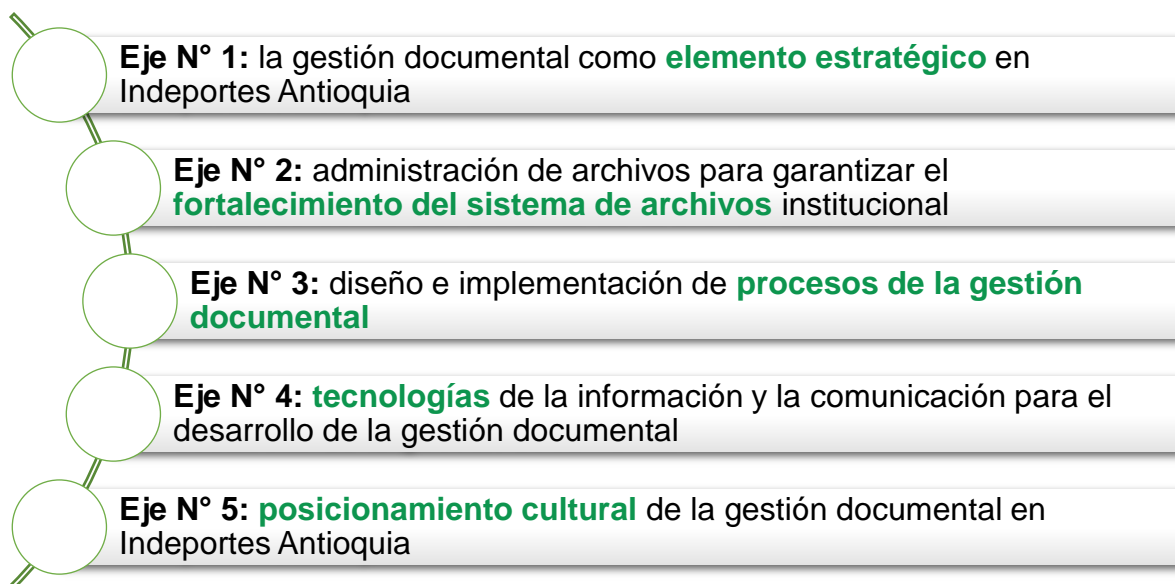 Eje N° 1: la gestión documental como elemento estratégico en
Indeportes Antioquia
Eje N° 2: administración de archivos para garantizar el
fortalecimiento del sistema de archivos institucional
Eje N° 3: diseño e implementación de procesos de la gestión
documental
Eje N° 4: tecnologías de la información y la comunicación para el
desarrollo de la gestión documental
Eje N° 5: posicionamiento cultural de la gestión documental en
Indeportes Antioquia